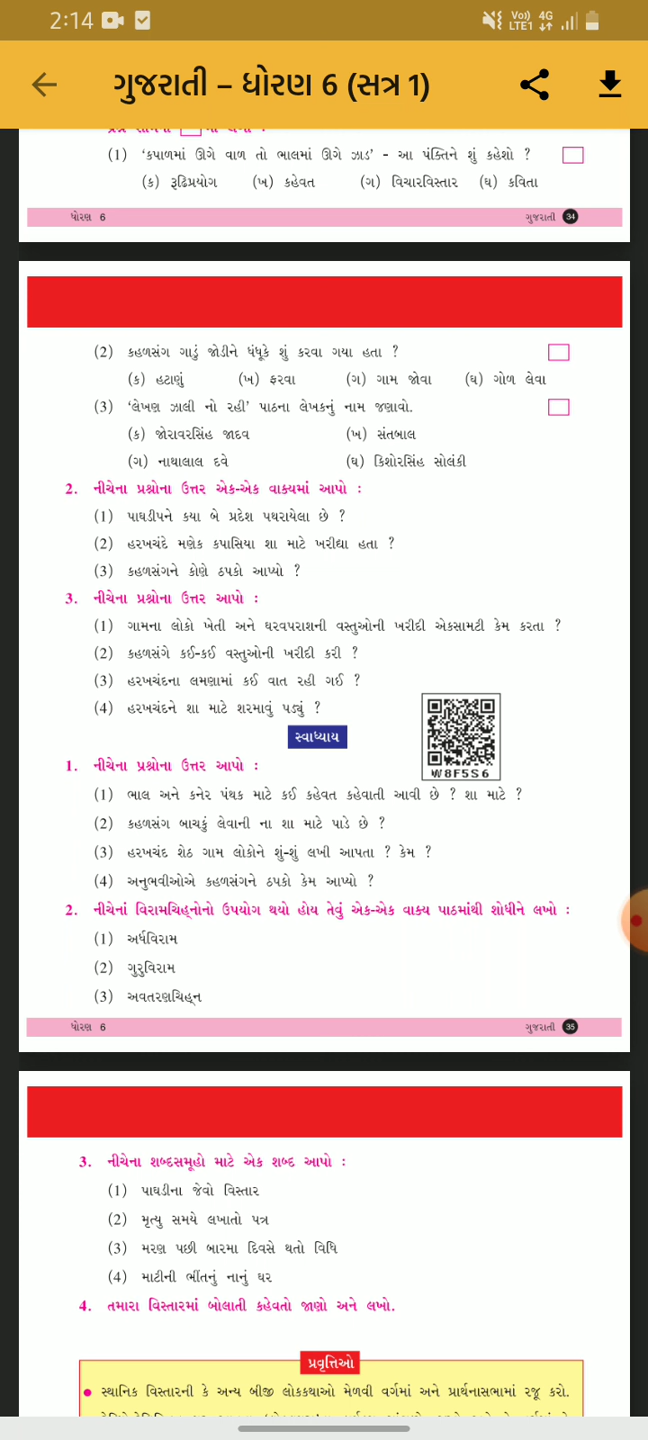 2:14
Vo)) 4G
LTE1
ગુજરાતી – ધોરણ 6 (સત્ર 1)
(1) ‘કપાળમાં ઊગે વાળ તો ભાલમાં ઊગે ઝાડ’ - આ પંક્તિને શું કહેશો ?
(ક) રૂઢિપ્રયોગ (ખ) કહેવત (ગ) વિચારવિસ્તાર (ઘ) કવિતા
ધોરણ 6 ગુજરાતી 34
(2) કહળસંગ ગાડું જોડીને ધંધૂકે શું કરવા ગયા હતા ?
(ક) હટાણું (ખ) ફરવા (ગ) ગામ જોવા (ઘ) ગોળ લેવા
(3) ‘લેખણ ઝાલી નો રહી’ પાઠના લેખકનું નામ જણાવો.
(ક) જોરાવરસિંહ જાદવ (ખ) સંતબાલ
(ગ) નાથાલાલ દવે (ઘ) કિશોરસિંહ સોલંકી
2. નીચેના પ્રશ્નોના ઉત્તર એક-એક વાક્યમાં આપો :
(1) પાઘડીપને કયા બે પ્રદેશ પથરાયેલા છે ?
(2) હરખચંદે મણેક કપાસિયા શા માટે ખરીદ્યા હતા ?
(3) કહળસંગને કોણે ઠપકો આપ્યો ?
3. નીચેના પ્રશ્નોના ઉત્તર આપો :
(1) ગામના લોકો ખેતી અને ઘરવપરાશની વસ્તુઓની ખરીદી એકસામટી કેમ કરતા ?
(2) કહળસંગે કઈ-કઈ વસ્તુઓની ખરીદી કરી ?
(3) હરખચંદના લમણામાં કઈ વાત રહી ગઈ ?
(4) હરખચંદને શા માટે શરમાવું પડ્યું ?
સ્વાધ્યાય
W8F5S6
1. નીચેના પ્રશ્નોના ઉત્તર આપો :
(1) ભાલ અને કનેર પંથક માટે કઈ કહેવત કહેવાતી આવી છે ? શા માટે ?
(2) કહળસંગ બાચકું લેવાની ના શા માટે પાડે છે ?
(3) હરખચંદ શેઠ ગામ લોકોને શું-શું લખી આપતા ? કેમ ?
(4) અનુભવીઓએ કહળસંગને ઠપકો કેમ આપ્યો ?
2. નીચેનાં વિરામચિહ્નોનો ઉપયોગ થયો હોય તેવું એક-એક વાક્ય પાઠમાંથી શોધીને લખો :
(1) અર્ધવિરામ
(2) ગુરુવિરામ
(3) અવતરણચિહ્ન
ધોરણ 6 ગુજરાતી 35
3. નીચેના શબ્દસમૂહો માટે એક શબ્દ આપો :
(1) પાઘડીના જેવો વિસ્તાર
(2) મૃત્યુ સમયે લખાતો પત્ર
(3) મરણ પછી બારમા દિવસે થતો વિધિ
(4) માટીની ભીંતનું નાનું ઘર
4. તમારા વિસ્તારમાં બોલાતી કહેવતો જાણો અને લખો.
પ્રવૃત્તિઓ
● સ્થાનિક વિસ્તારની કે અન્ય બીજી લોકકથાઓ મેળવી વર્ગમાં અને પ્રાર્થનાસભામાં રજૂ કરો.